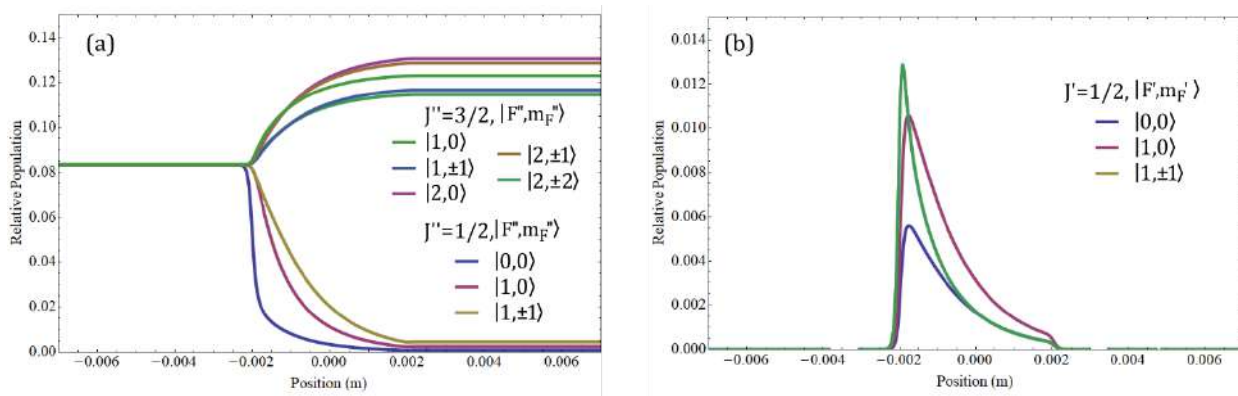 (a)
Relative Population
0.14
0.12
0.10
0.08
0.06
0.04
0.02
0.00
J''=3/2, |F'',m_F''⟩
|1,0⟩
|1,±1⟩
|2,0⟩
|2,±1⟩
|2,±2⟩
J''=1/2,|F'',m_F''⟩
|0,0⟩
|1,0⟩
|1,±1⟩
−0.006 −0.004 −0.002 0.000 0.002 0.004 0.006
Position (m)
(b)
Relative Population
0.014
0.012
0.010
0.008
0.006
0.004
0.002
0.000
J'=1/2, |F',m_F'⟩
|0,0⟩
|1,0⟩
|1,±1⟩
−0.006 −0.004 −0.002 0.000 0.002 0.004 0.006
Position (m)